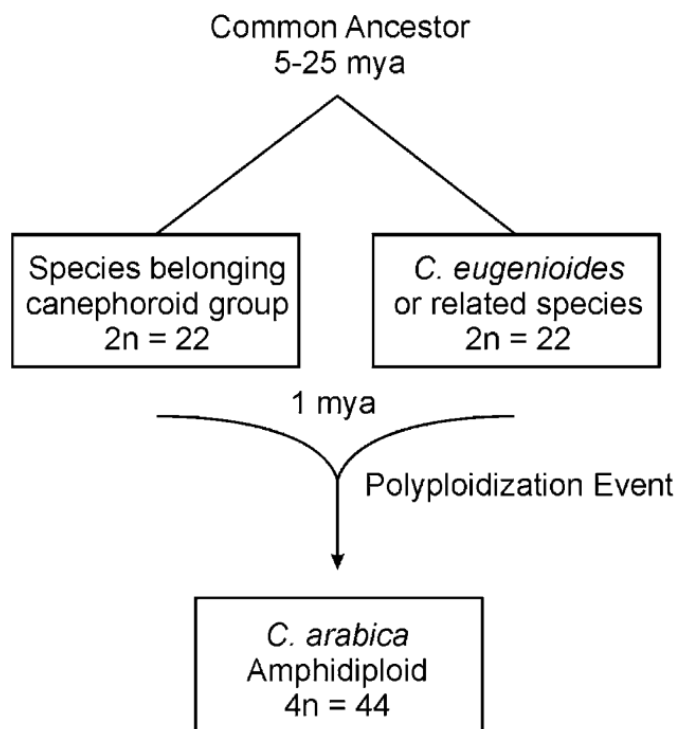 Common Ancestor
5-25 mya
Species belonging
canephoroid group
2n = 22
C. eugenioides
or related species
2n = 22
1 mya
Polyploidization Event
C. arabica
Amphidiploid
4n = 44